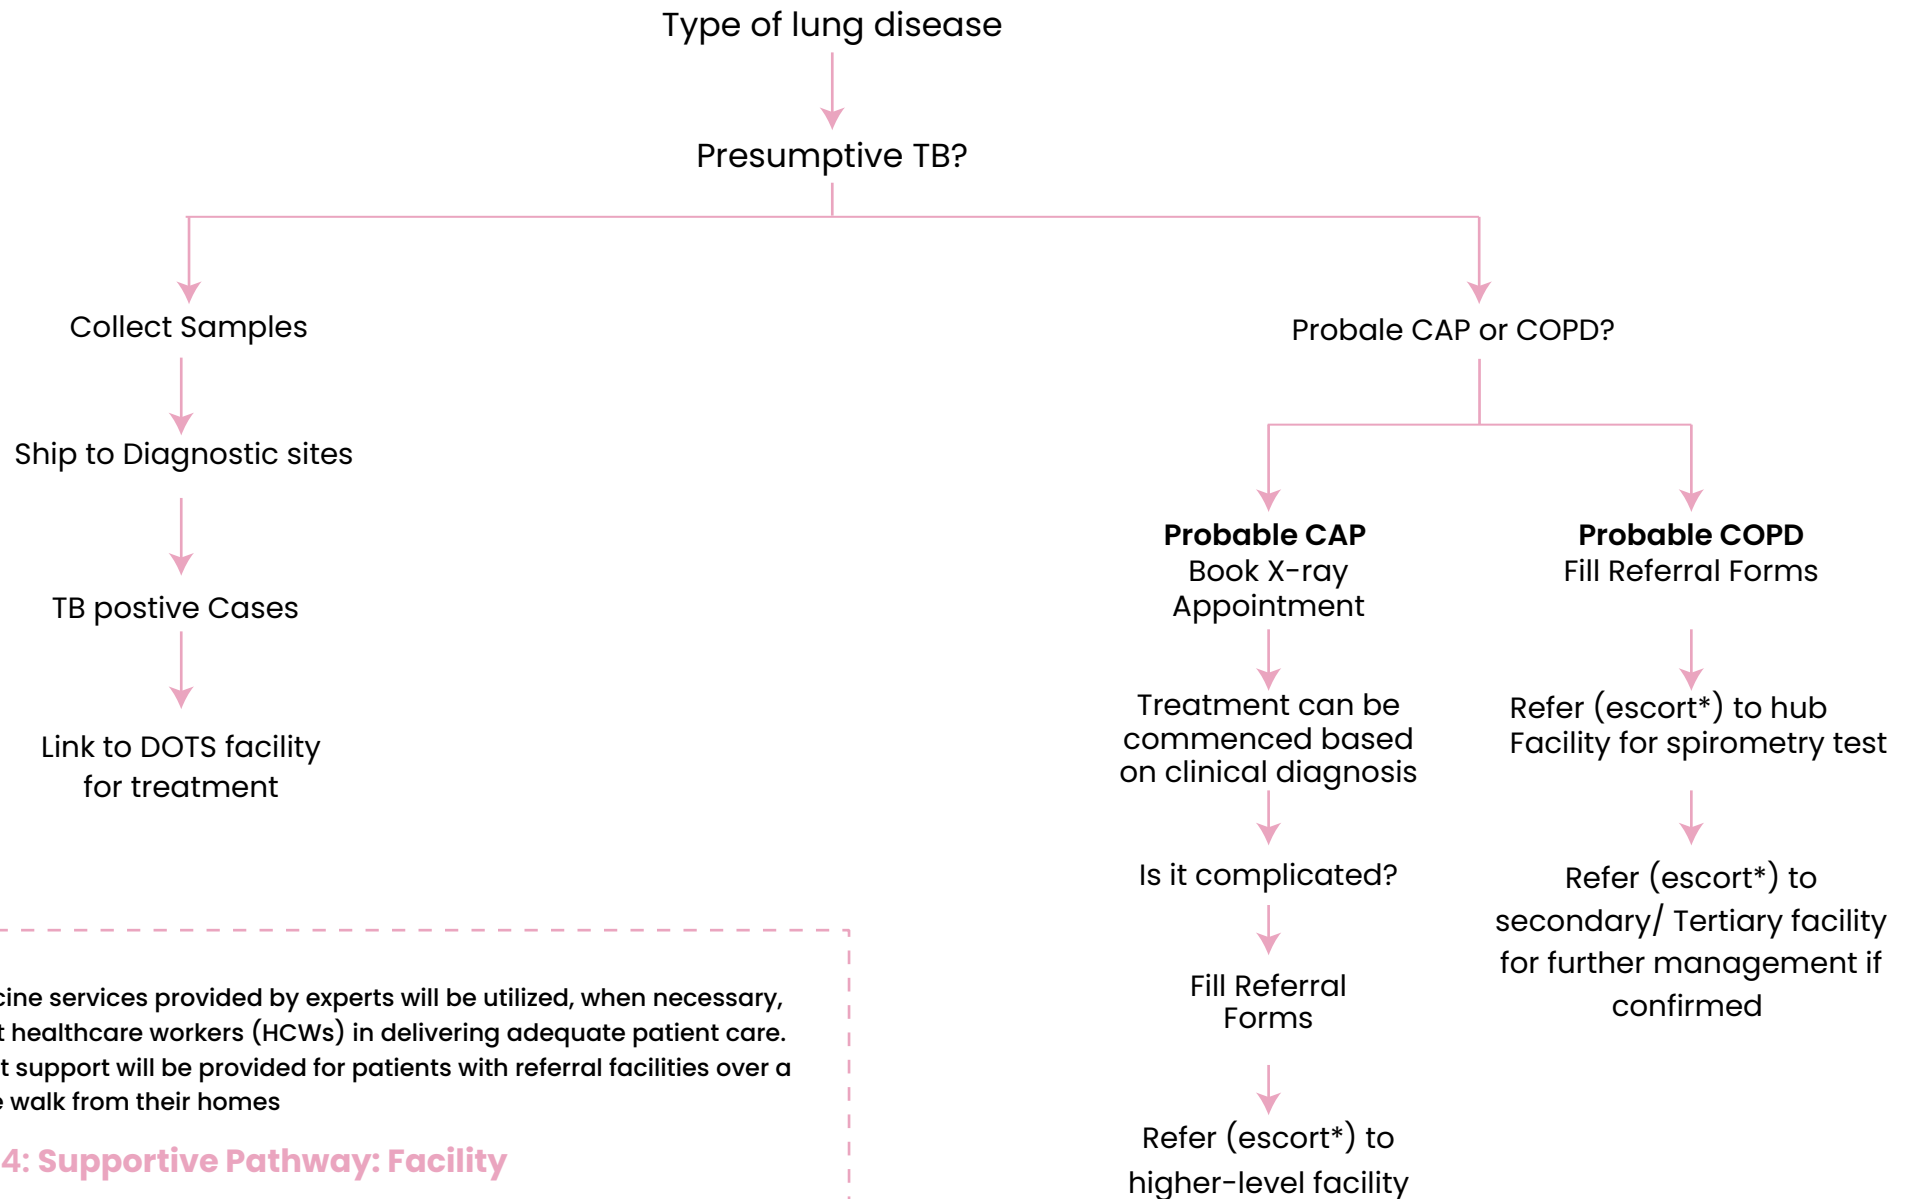 Type of lung disease
Presumptive TB?
Collect Samples
Ship to Diagnostic sites
TB postive Cases
Link to DOTS facility
for treatment
Probale CAP or COPD?
Probable CAP
Book X-ray
Appointment
Treatment can be
commenced based
on clinical diagnosis
Is it complicated?
Fill Referral
Forms
Refer (escort*) to
higher-level facility
Probable COPD
Fill Referral Forms
Refer (escort*) to hub
Facility for spirometry test
Refer (escort*) to
secondary/ Tertiary facility
for further management if
confirmed
services provided by experts will be utilized, when necessary,
healthcare workers (HCWs) in delivering adequate patient care.
support will be provided for patients with referral facilities over a
walk from their homes
4: Supportive Pathway: Facility